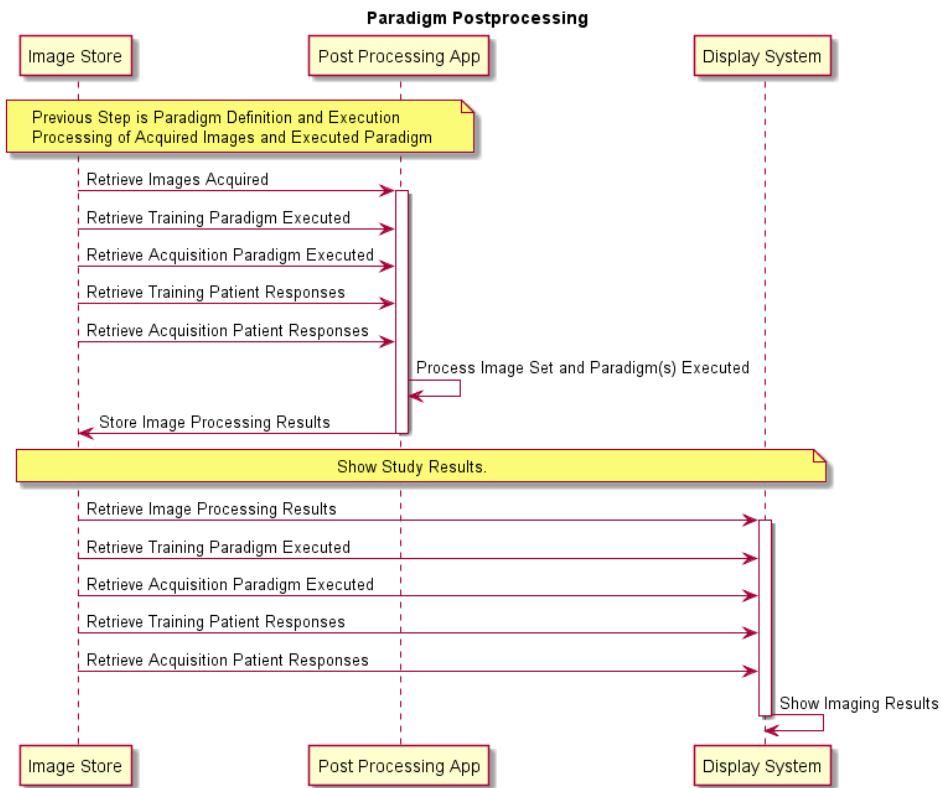 Paradigm Postprocessing
Image Store
Post Processing App
Display System
Previous Step is Paradigm Definition and Execution
Processing of Acquired Images and Executed Paradigm
Retrieve Images Acquired
Retrieve Training Paradigm Executed
Retrieve Acquisition Paradigm Executed
Retrieve Training Patient Responses
Retrieve Acquisition Patient Responses
Process Image Set and Paradigm(s) Executed
Store Image Processing Results
Show Study Results.
Retrieve Image Processing Results
Retrieve Training Paradigm Executed
Retrieve Acquisition Paradigm Executed
Retrieve Training Patient Responses
Retrieve Acquisition Patient Responses
Show Imaging Results
Image Store
Post Processing App
Display System